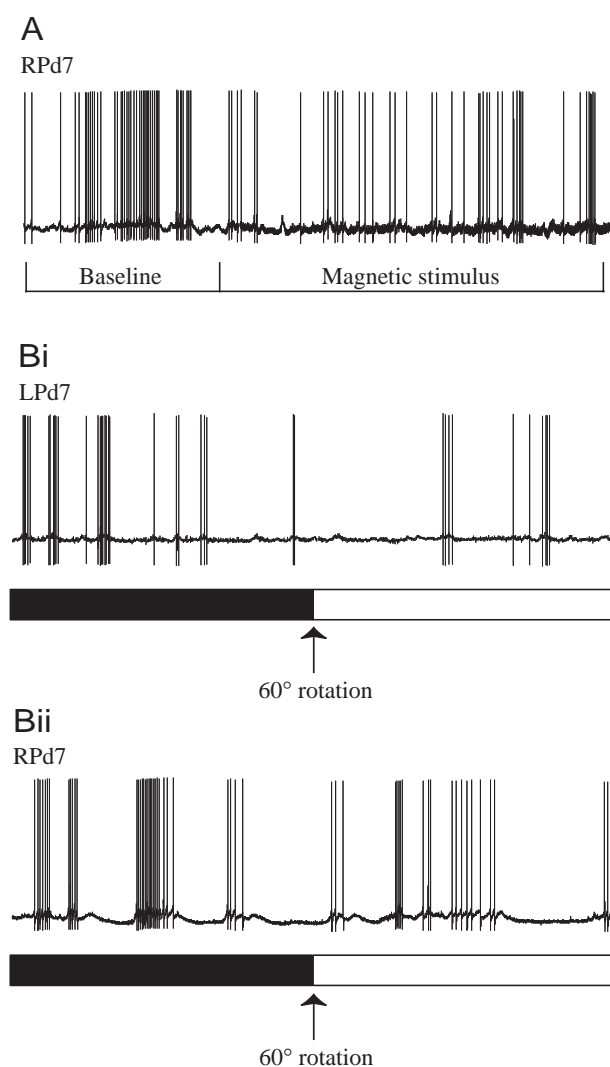 A
RPd7
Baseline
Magnetic stimulus
Bi
LPd7
60° rotation
Bii
RPd7
60° rotation